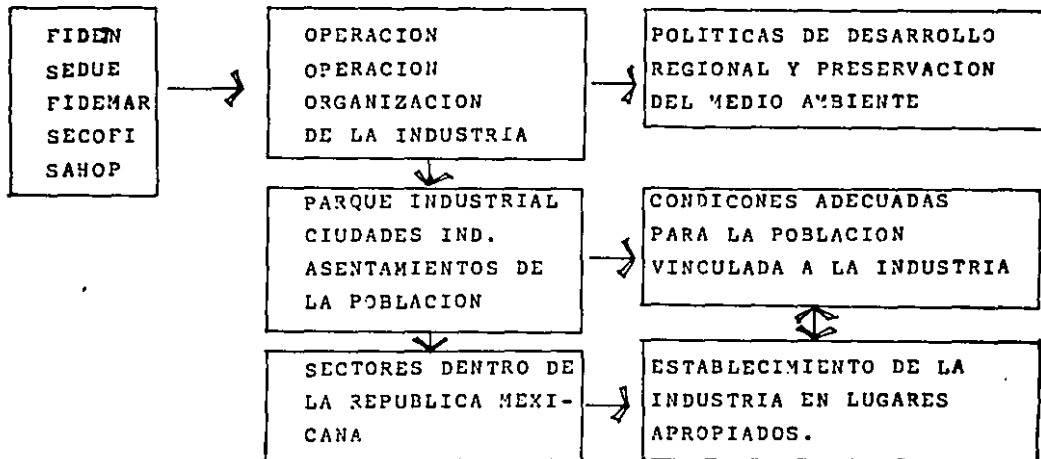 FIDEN
SEDUE
FIDEMAR
SECOFI
SAHOP
OPERACION
OPERACION
ORGANIZACION
DE LA INDUSTRIA
POLITICAS DE DESARROLLO
REGIONAL Y PRESERVACION
DEL MEDIO AMBIENTE
PARQUE INDUSTRIAL
CIUDADES IND.
ASENTAMIENTOS DE
LA POBLACION
CONDICONES ADECUADAS
PARA LA POBLACION
VINCULADA A LA INDUSTRIA
SECTORES DENTRO DE
LA REPUBLICA MEXI-
CANA
ESTABLECIMIENTO DE LA
INDUSTRIA EN LUGARES
APROPIADOS.